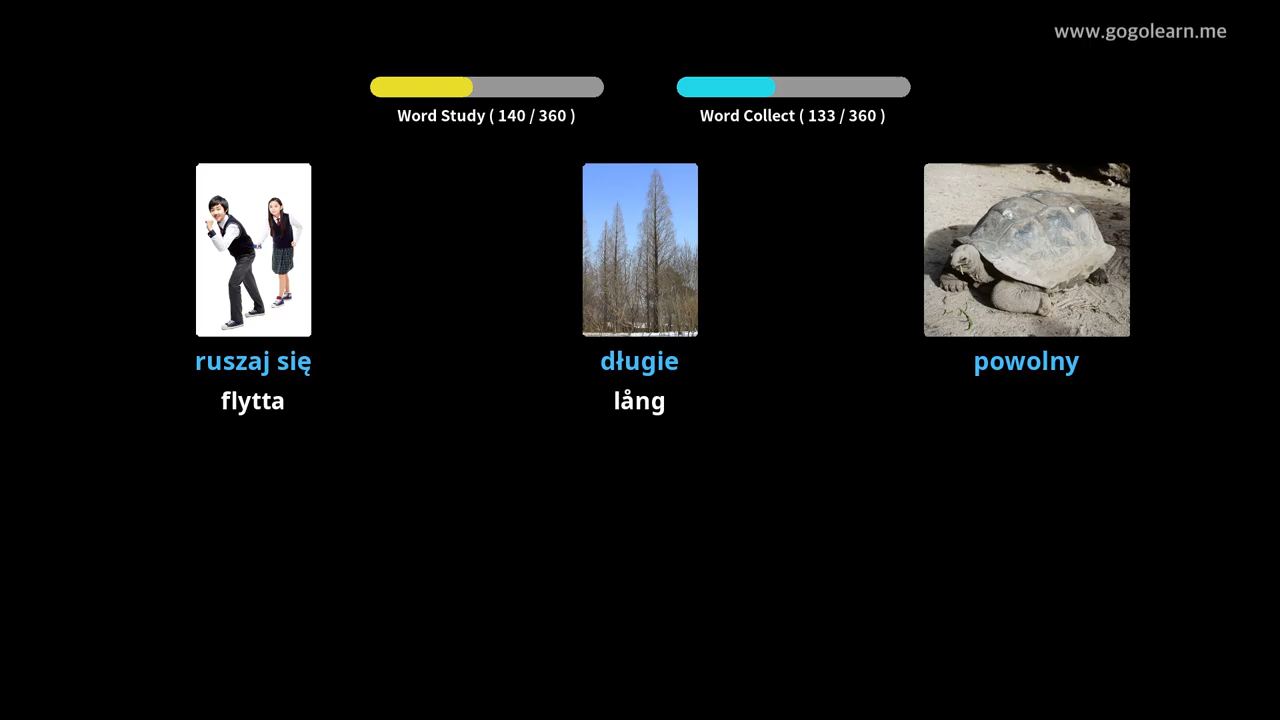 www.gogolearn.me
Word Study ( 140 / 360 )
Word Collect ( 133 / 360 )
ruszaj się
długie
powolny
flytta
lång